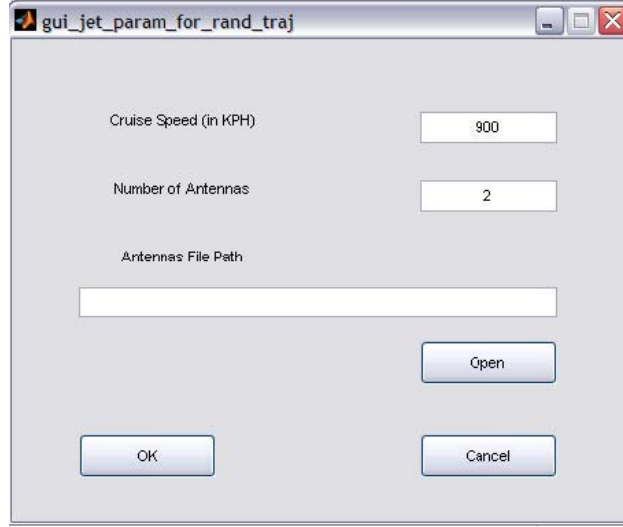 gui_jet_param_for_rand_traj
Cruise Speed (in KPH)
900
Number of Antennas
2
Antennas File Path
Open
OK
Cancel